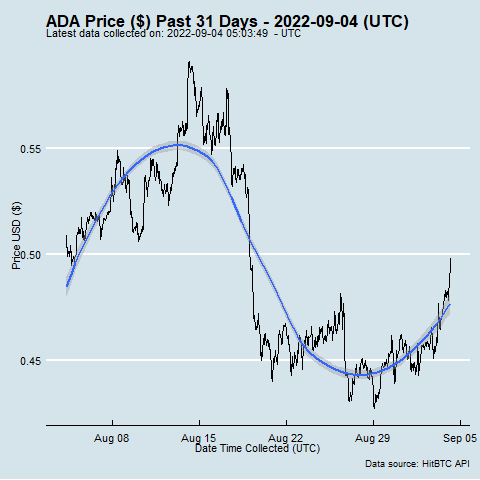 ADA Price ($) Past 31 Days - 2022-09-04 (UTC)
Latest data collected on: 2022-09-04 05:03:49 - UTC
Price USD ($)
0.55
0.50
0.45
Aug 08 Aug 15 Aug 22 Aug 29 Sep 05
Date Time Collected (UTC)
Data source: HitBTC API